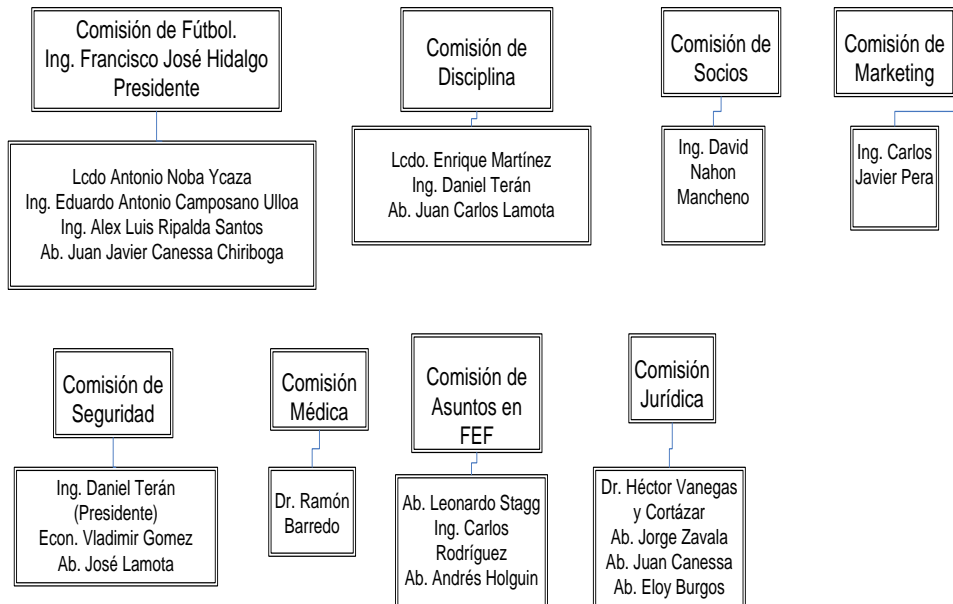 Comisión de Fútbol.
Ing. Francisco José Hidalgo
Presidente
Lcdo Antonio Noba Ycaza
Ing. Eduardo Antonio Camposano Ulloa
Ing. Alex Luis Ripalda Santos
Ab. Juan Javier Canessa Chiriboga
Comisión de
Disciplina
Lcdo. Enrique Martínez
Ing. Daniel Terán
Ab. Juan Carlos Lamota
Comisión de
Socios
Ing. David
Nahon
Mancheno
Comisión de
Marketing
Ing. Carlos
Javier Pera
Comisión de
Seguridad
Ing. Daniel Terán
(Presidente)
Econ. Vladimir Gomez
Ab. José Lamota
Comisión
Médica
Dr. Ramón
Barredo
Comisión de
Asuntos en
FEF
Ab. Leonardo Stagg
Ing. Carlos
Rodríguez
Ab. Andrés Holguin
Comisión
Jurídica
Dr. Héctor Vanegas
y Cortázar
Ab. Jorge Zavala
Ab. Juan Canessa
Ab. Eloy Burgos